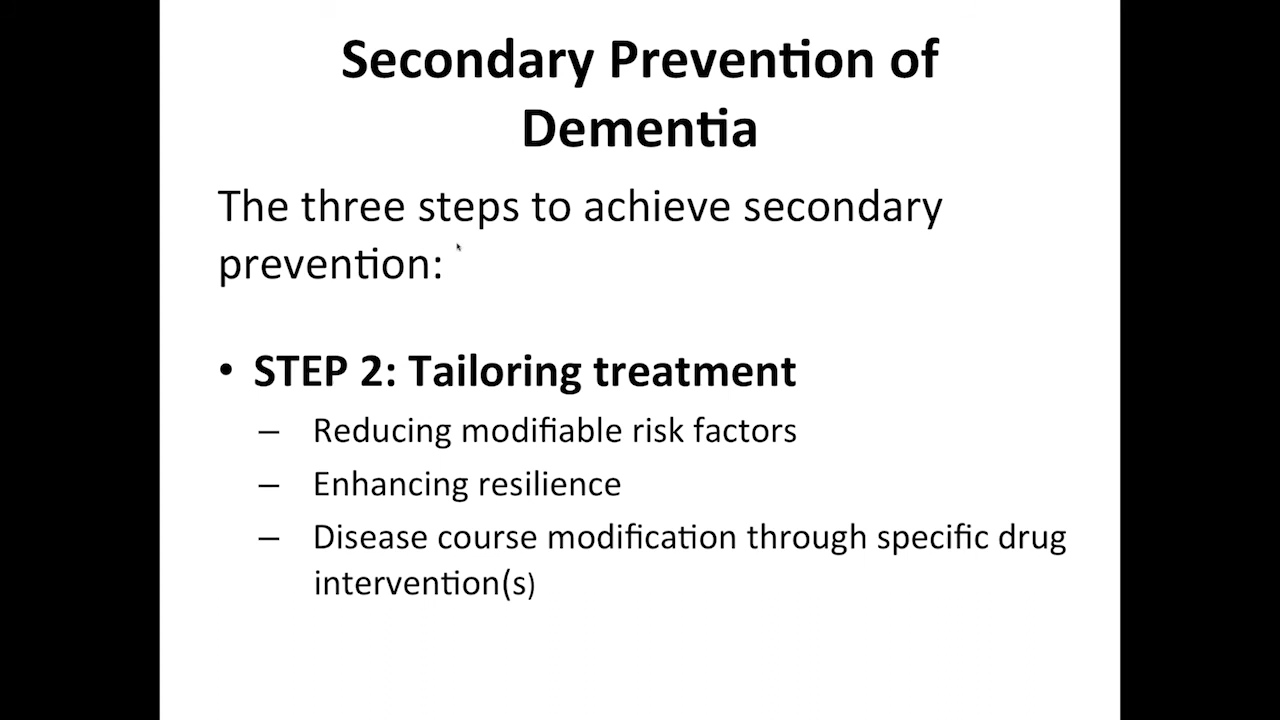 Secondary Prevention of
Dementia
The three steps to achieve secondary
prevention:
• STEP 2: Tailoring treatment
– Reducing modifiable risk factors
– Enhancing resilience
– Disease course modification through specific drug
intervention(s)